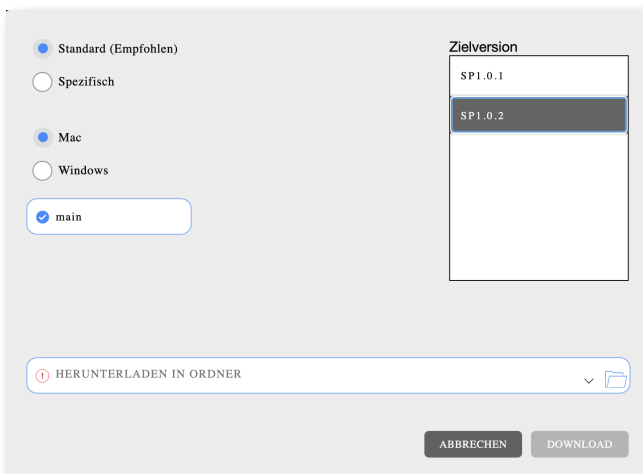 Standard (Empfohlen)
Spezifisch
Mac
Windows
main
Zielversion
SP1.0.1
SP1.0.2
HERUNTERLADEN IN ORDNER
ABBRECHEN
DOWNLOAD